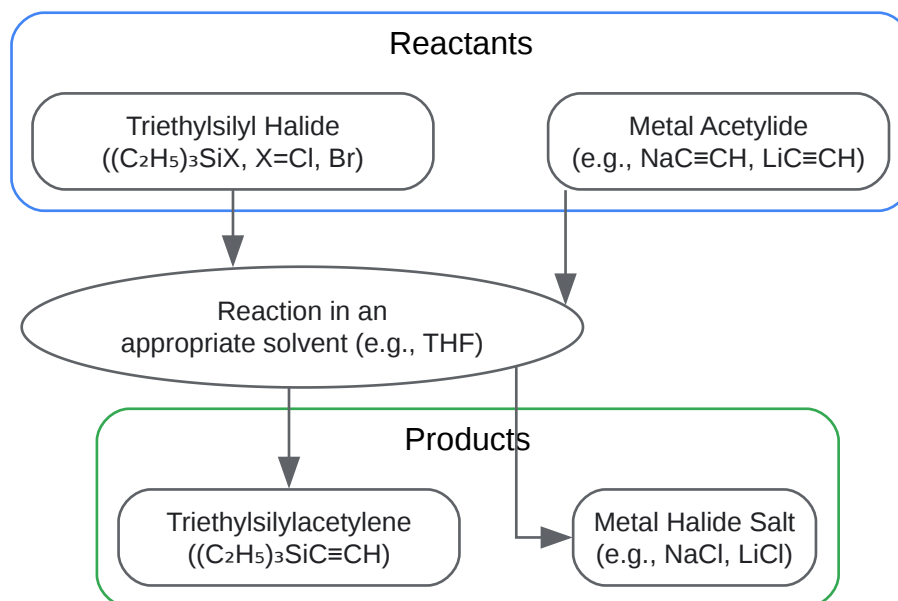 Reactants
Triethylsilyl Halide
((C₂H₅)₃SiX, X=Cl, Br)
Metal Acetylide
(e.g., NaC≡CH, LiC≡CH)
Reaction in an
appropriate solvent (e.g., THF)
Products
Triethylsilylacetylene
((C₂H₅)₃SiC≡CH)
Metal Halide Salt
(e.g., NaCl, LiCl)